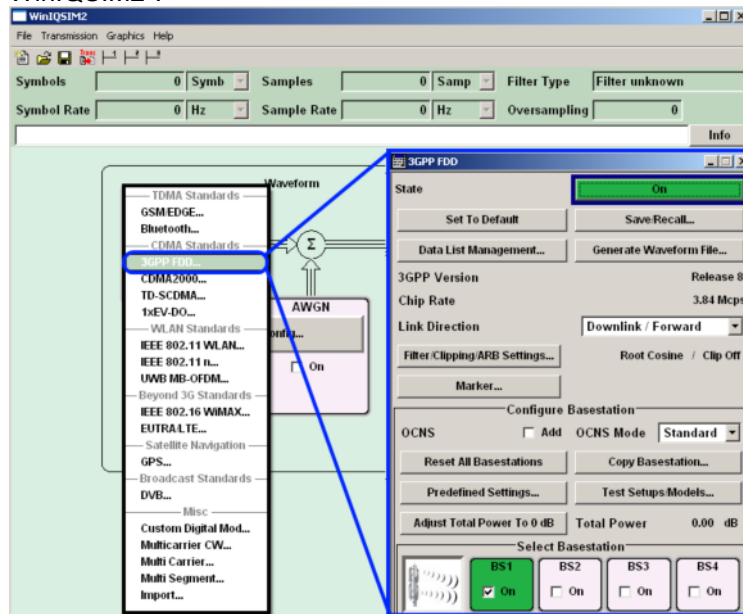 WinIQSIM2 :
WinIQSIM2
File Transmission Graphics Help
Symbols 0 Symb Samples 0 Samp Filter Type Filter unknown
Symbol Rate 0 Hz Sample Rate 0 Hz Oversampling 0
Info
Waveform
Σ
AWGN
onfig...
On
TDMA Standards
GSM/EDGE...
Bluetooth...
CDMA Standards
3GPP FDD...
CDMA2000...
TD-SCDMA...
1xEV-DO...
WLAN Standards
IEEE 802.11 WLAN...
IEEE 802.11 n...
UWB MB-OFDM...
Beyond 3G Standards
IEEE 802.16 WiMAX...
EUTRA/LTE...
Satellite Navigation
GPS...
Broadcast Standards
DVB...
Misc
Custom Digital Mod...
Multicarrier CW...
Multi Carrier...
Multi Segment...
Import...
3GPP FDD
State On
Set To Default Save/Recall...
Data List Management... Generate Waveform File...
3GPP Version Release 8
Chip Rate 3.84 Mcps
Link Direction Downlink / Forward
Filter/Clipping/ARB Settings... Root Cosine / Clip Off
Marker...
Configure Basestation
OCNS Add OCNS Mode Standard
Reset All Basestations Copy Basestation...
Predefined Settings... Test Setups/Models...
Adjust Total Power To 0 dB Total Power 0.00 dB
Select Basestation
BS1 BS2 BS3 BS4
On On On On